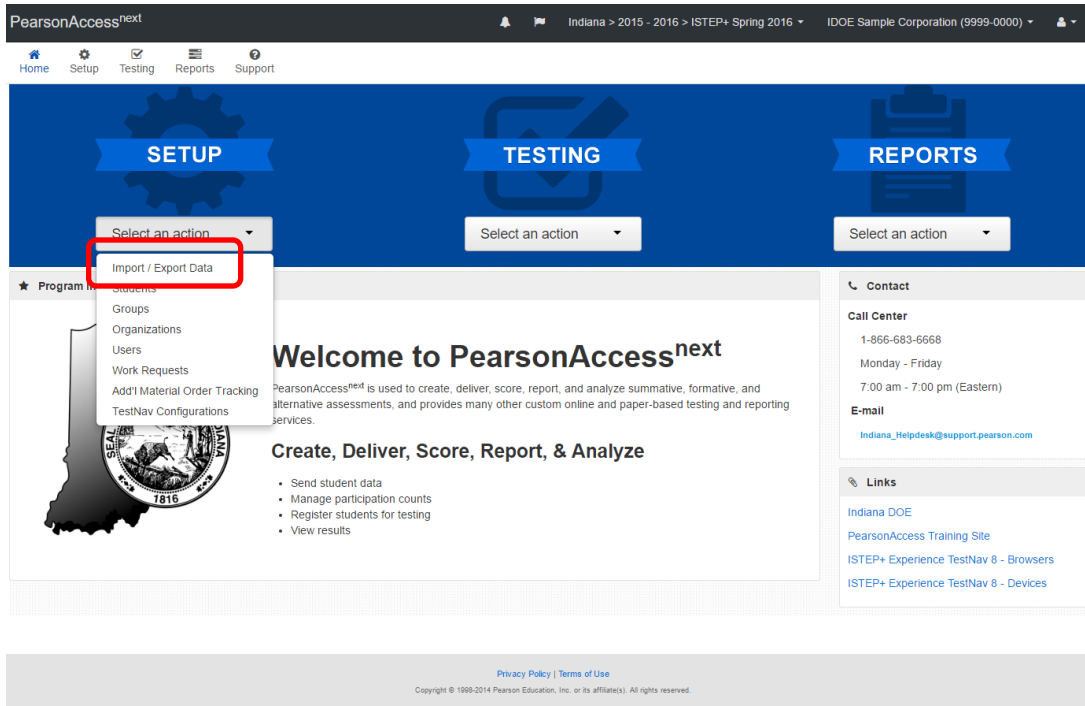 PearsonAccessnext
Indiana > 2015 - 2016 > ISTEP+ Spring 2016
IDOE Sample Corporation (9999-0000)
Home
Setup
Testing
Reports
Support
SETUP
TESTING
REPORTS
Select an action
Select an action
Select an action
Import / Export Data
Students
Groups
Organizations
Users
Work Requests
Add'l Material Order Tracking
TestNav Configurations
Program
INDIANA
SEAL
1816
Welcome to PearsonAccessnext
PearsonAccessnext is used to create, deliver, score, report, and analyze summative, formative, and
alternative assessments, and provides many other custom online and paper-based testing and reporting
services.
Create, Deliver, Score, Report, & Analyze
Send student data
Manage participation counts
Register students for testing
View results
Contact
Call Center
1-866-683-6668
Monday - Friday
7:00 am - 7:00 pm (Eastern)
E-mail
Indiana_Helpdesk@support.pearson.com
Links
Indiana DOE
PearsonAccess Training Site
ISTEP+ Experience TestNav 8 - Browsers
ISTEP+ Experience TestNav 8 - Devices
Privacy Policy | Terms of Use
Copyright © 1998-2014 Pearson Education, Inc. or its affiliate(s). All rights reserved.